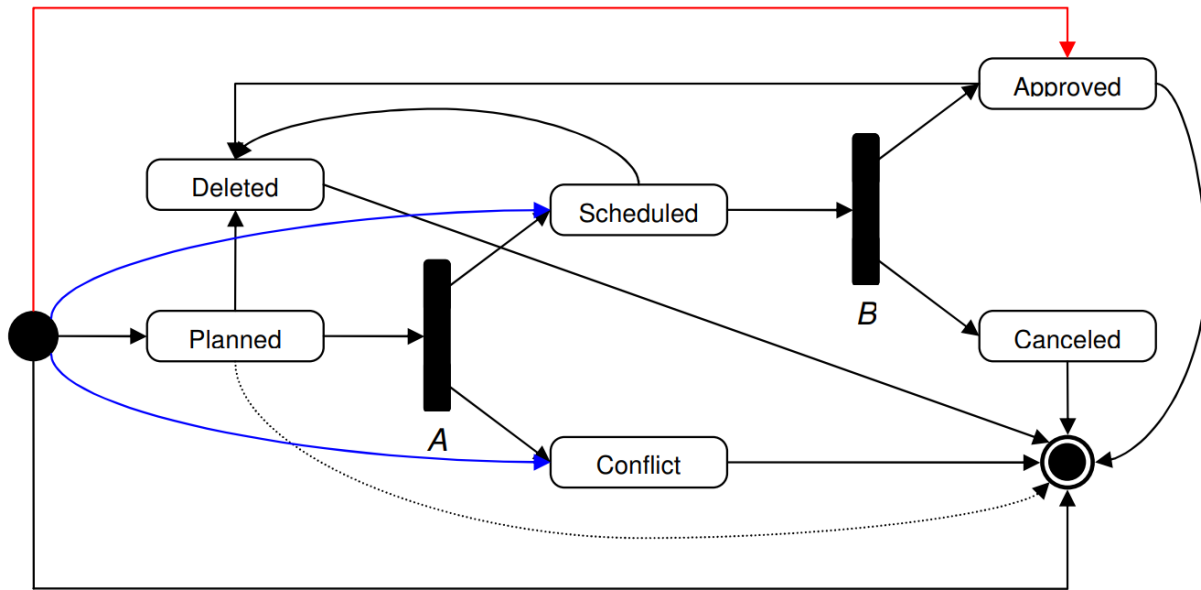 Approved
Deleted
Scheduled
B
Planned
Canceled
A
Conflict